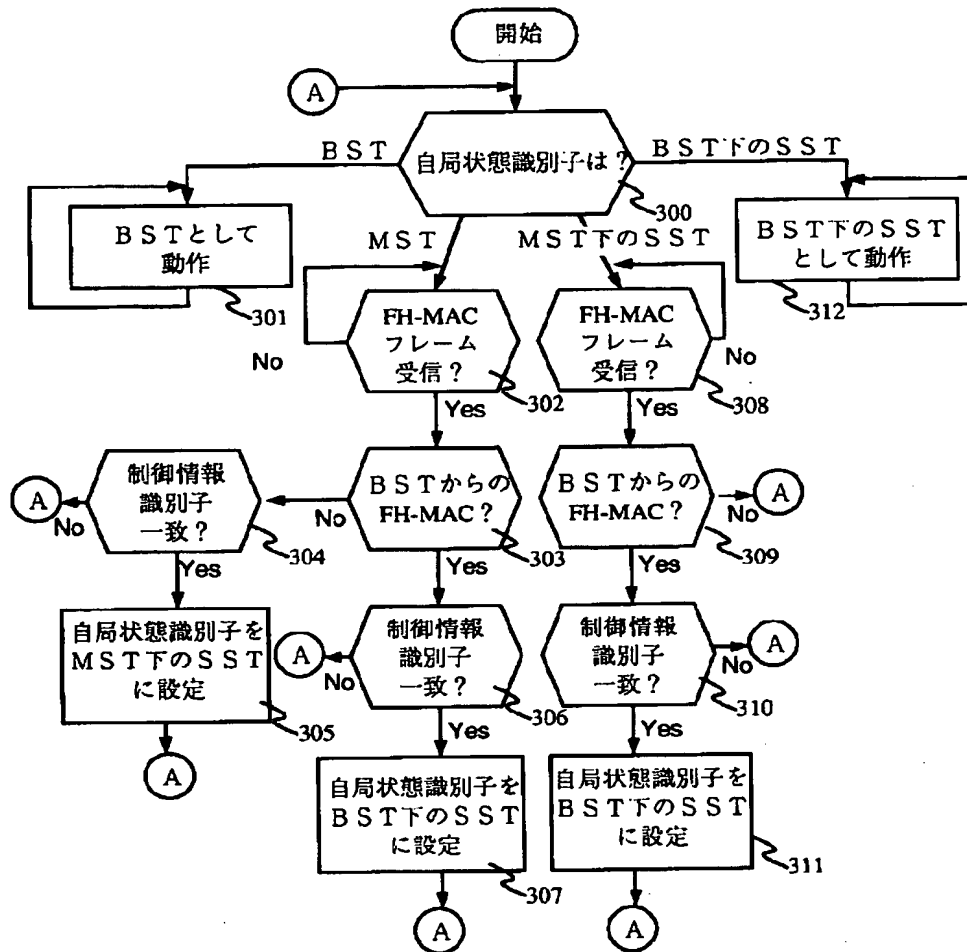 開始
A
自局状態識別子は?
300
BST
BST下のSST
MST
MST下のSST
BSTとして
動作
301
BST下のSST
として動作
312
FH-MAC
フレーム
受信?
302
No
Yes
FH-MAC
フレーム
受信?
308
No
Yes
A
No
制御情報
識別子
一致?
304
Yes
No
BSTからの
FH-MAC?
303
Yes
BSTからの
FH-MAC?
309
No
A
Yes
自局状態識別子を
MST下のSST
に設定
305
A
A
No
制御情報
識別子
一致?
306
Yes
制御情報
識別子
一致?
310
No
A
Yes
自局状態識別子を
BST下のSST
に設定
307
A
自局状態識別子を
BST下のSST
に設定
311
A